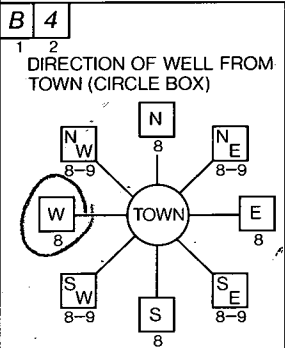 B 4
1 2
DIRECTION OF WELL FROM
TOWN (CIRCLE BOX)
N
8
N W
8-9
N E
8-9
W
8
TOWN
E
8
S W
8-9
S E
8-9
S
8